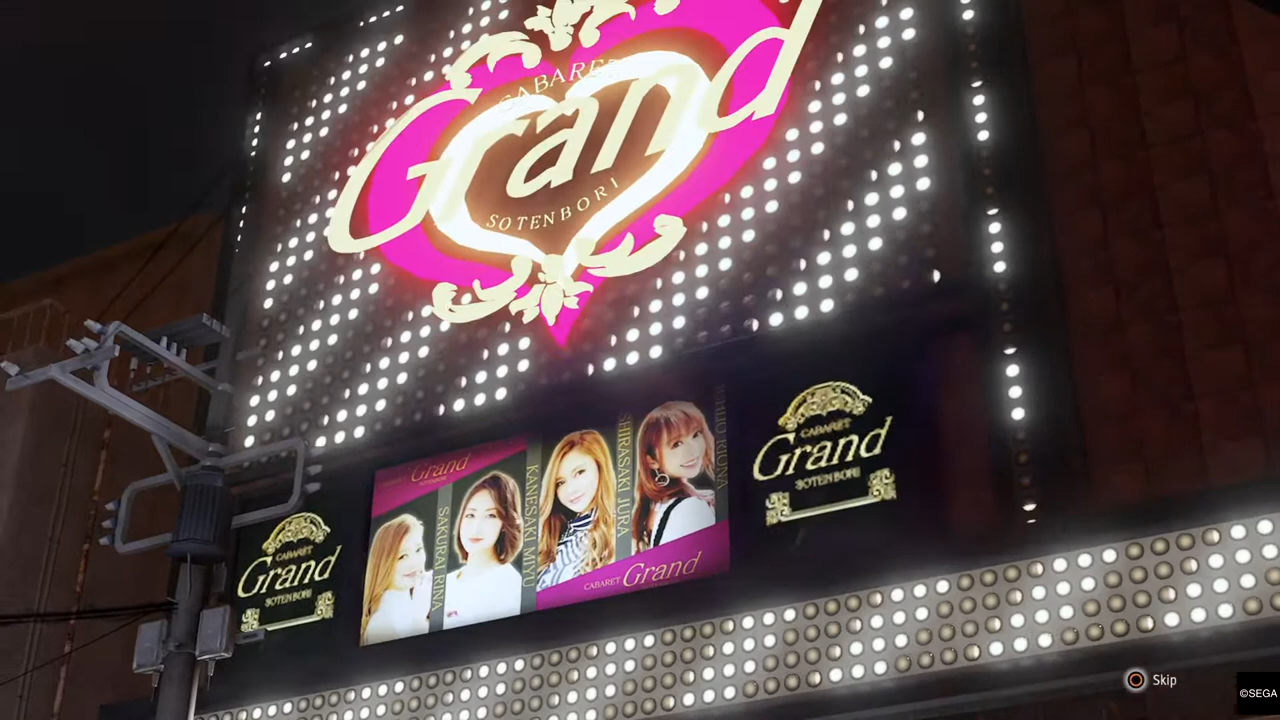 CABARET
Grand
SOTENBORI
Grand
SAKURAI RINA
KANESAKI MIYU
SHIRASAKI JURA
CABARET Grand
CABARET
Grand
SOTENBORI
CABARET
Grand
SOTENBORI
Skip
©SEGA